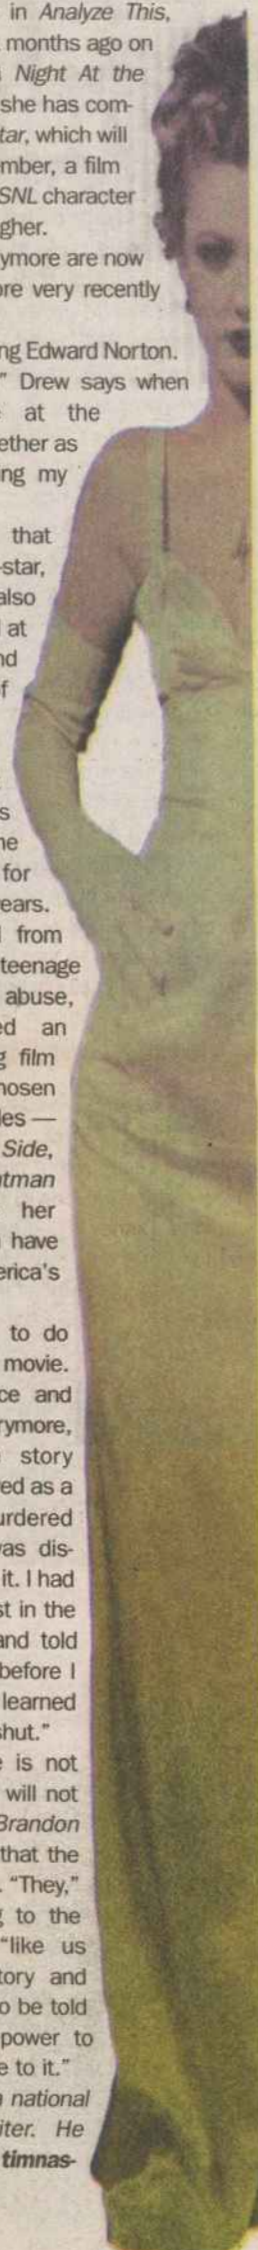 in Analyze This,
months ago on
Night At the
she has com-
tar, which will
mber, a film
SNL character
gher.
ymore are now
ore very recently
ng Edward Norton.
" Drew says when
at the
ether as
ng my
that
-star,
also
at
nd
f
s
ne
for
ears.
from
teenage
abuse,
ed an
g film
hosen
les —
Side,
atman
her
have
erica's
to do
movie.
ce and
rymore,
story
red as a
urdered
was dis-
it. I had
st in the
and told
before I
learned
shut."
e is not
will not
Brandon
that the
. "They,"
g to the
"like us
tory and
o be told
power to
e to it."
national
iter. He
timnas-